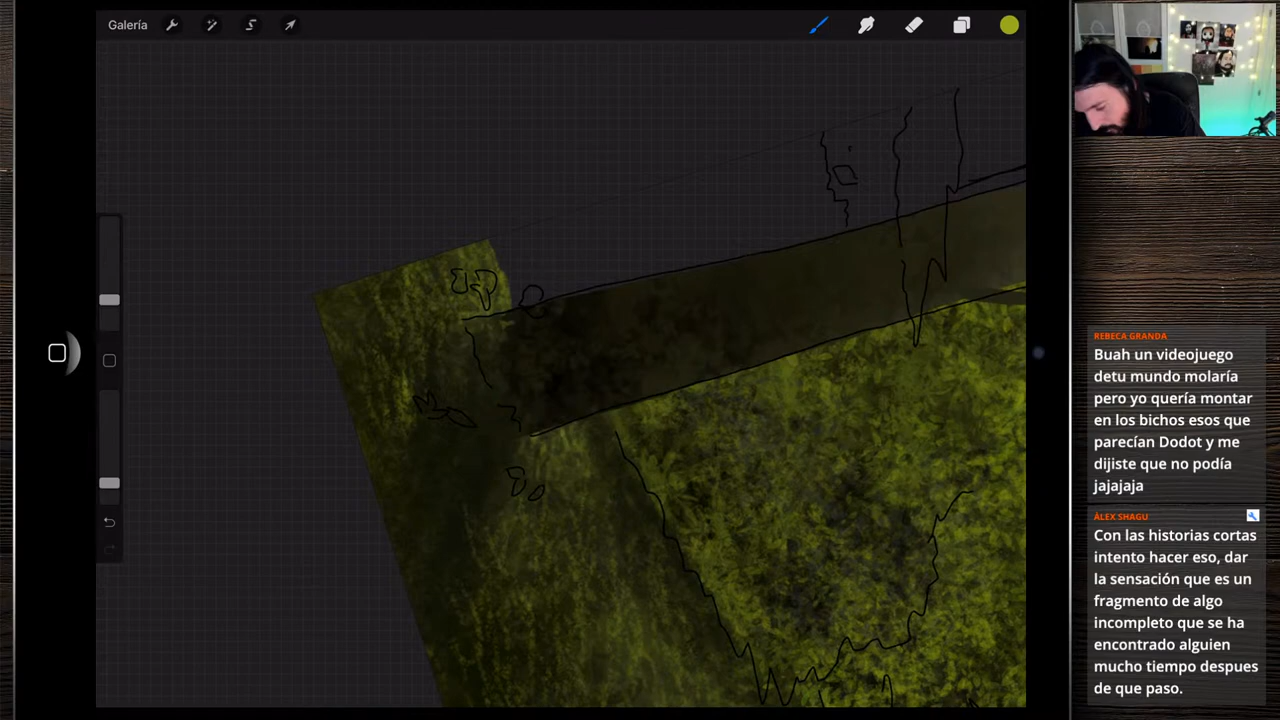 Galería
REBECA GRANDA
Buah un videojuego
detu mundo molaría
pero yo quería montar
en los bichos esos que
parecían Dodot y me
dijiste que no podía
jajajaja
ÀLEX SHAGU
Con las historias cortas
intento hacer eso, dar
la sensación que es un
fragmento de algo
incompleto que se ha
encontrado alguien
mucho tiempo despues
de que paso.